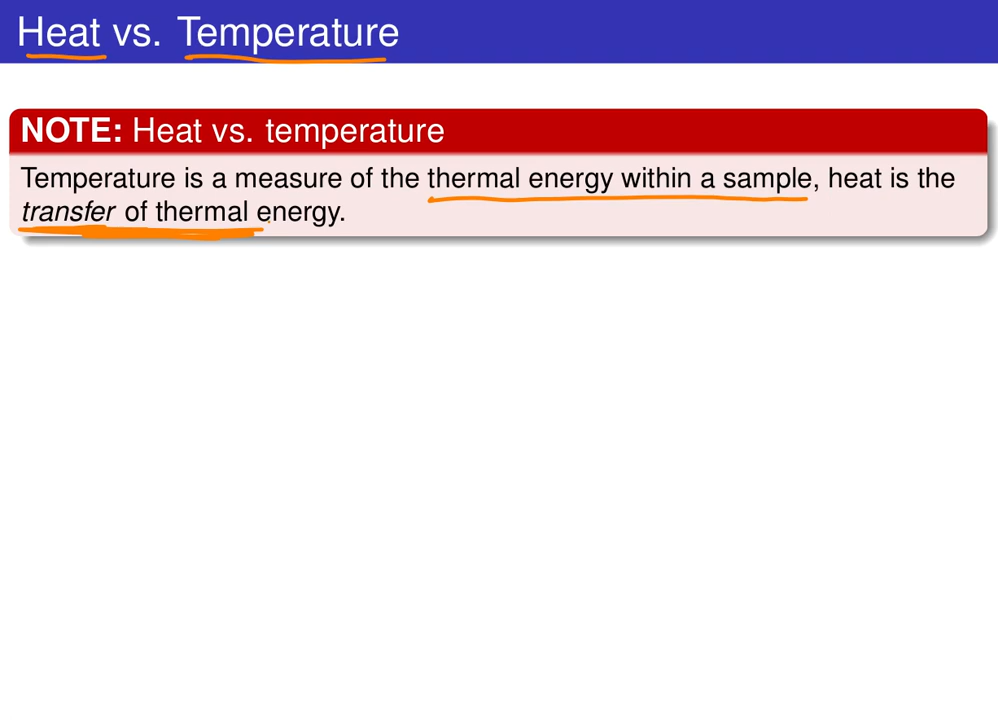 Heat vs. Temperature
NOTE: Heat vs. temperature
Temperature is a measure of the thermal energy within a sample, heat is the
transfer of thermal energy.